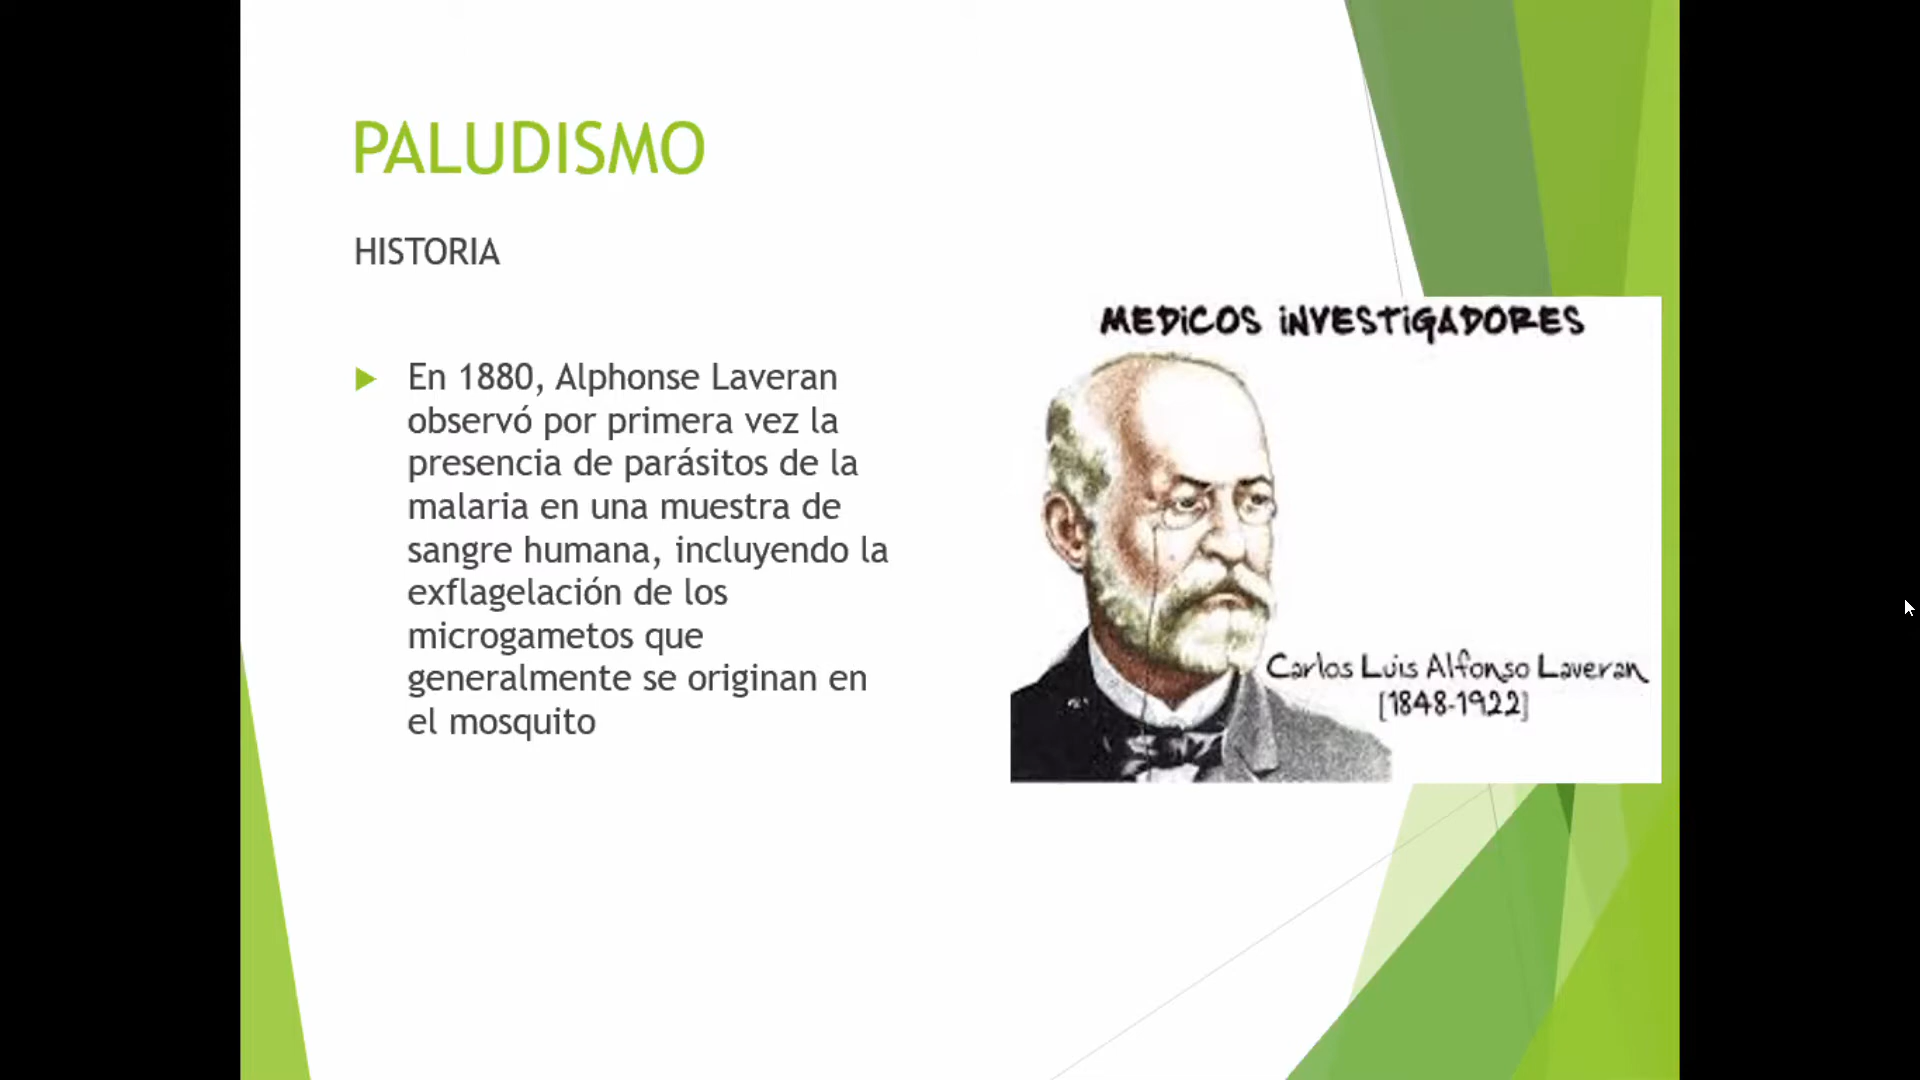 PALUDISMO
HISTORIA
En 1880, Alphonse Laveran
observó por primera vez la
presencia de parásitos de la
malaria en una muestra de
sangre humana, incluyendo la
exflagelación de los
microgametos que
generalmente se originan en
el mosquito
MEDiCOS iNVESTiGADORES
Carlos Luis Alfonso Laveran
[1848-1922]